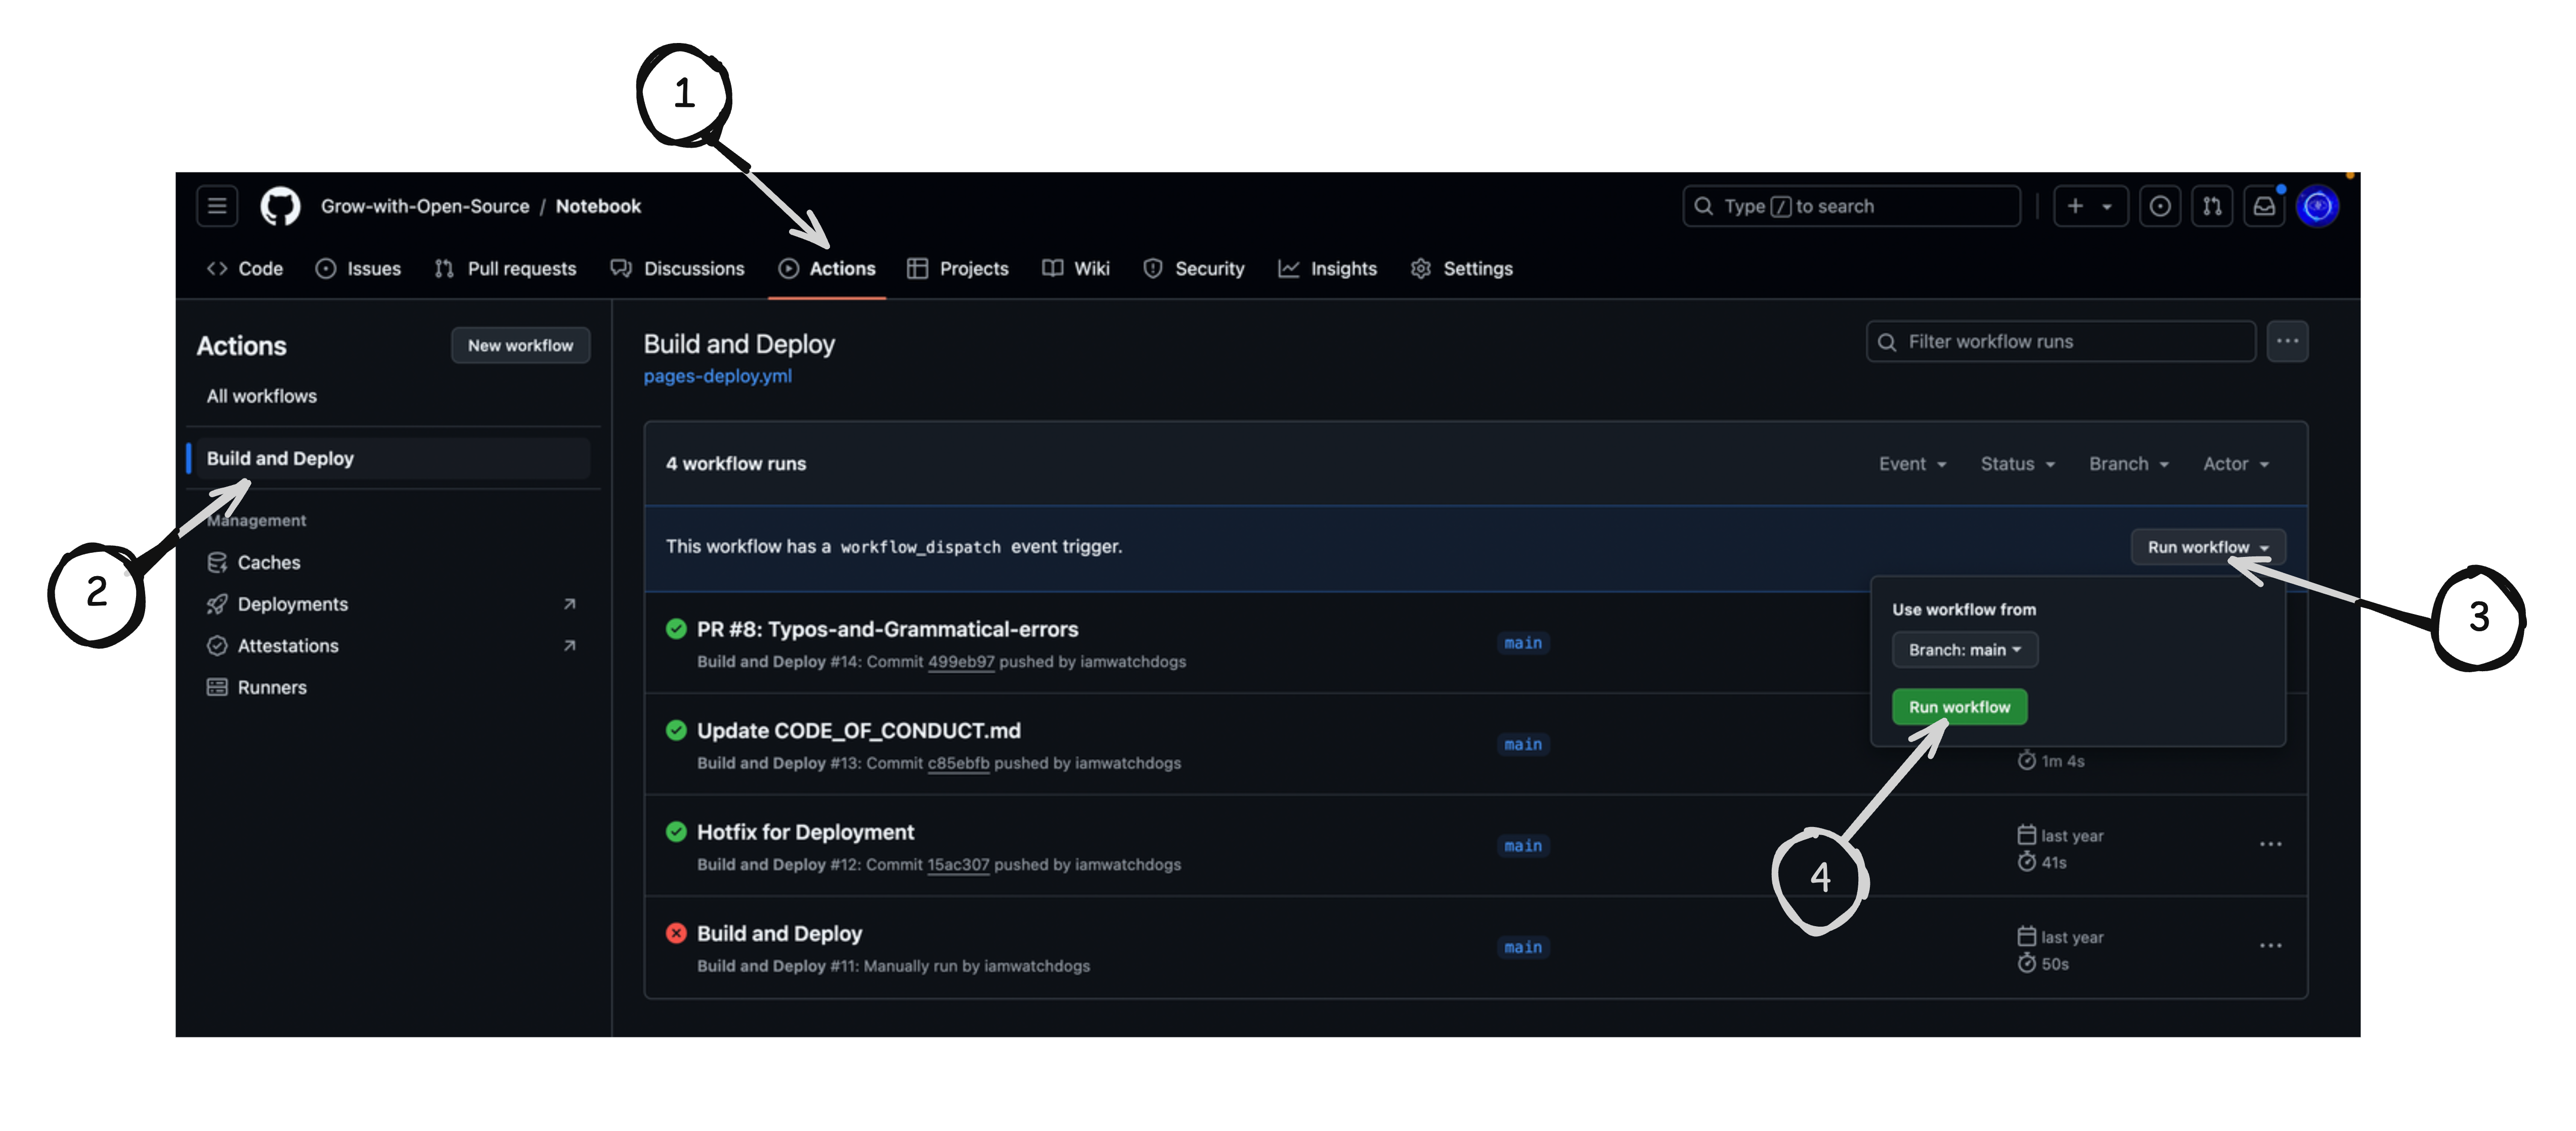 1
Grow-with-Open-Source / Notebook
Type / to search
Code Issues Pull requests Discussions Actions Projects Wiki Security Insights Settings
Actions
New workflow
All workflows
Build and Deploy
2
Management
Caches
Deployments
Attestations
Runners
Build and Deploy
pages-deploy.yml
Filter workflow runs
4 workflow runs
Event Status Branch Actor
This workflow has a workflow_dispatch event trigger.
Run workflow
3
Use workflow from
Branch: main
Run workflow
4
PR #8: Typos-and-Grammatical-errors
Build and Deploy #14: Commit 499eb97 pushed by iamwatchdogs
main
Update CODE_OF_CONDUCT.md
Build and Deploy #13: Commit c85ebfb pushed by iamwatchdogs
main
1m 4s
Hotfix for Deployment
Build and Deploy #12: Commit 15ac307 pushed by iamwatchdogs
main
last year
41s
Build and Deploy
Build and Deploy #11: Manually run by iamwatchdogs
main
last year
50s